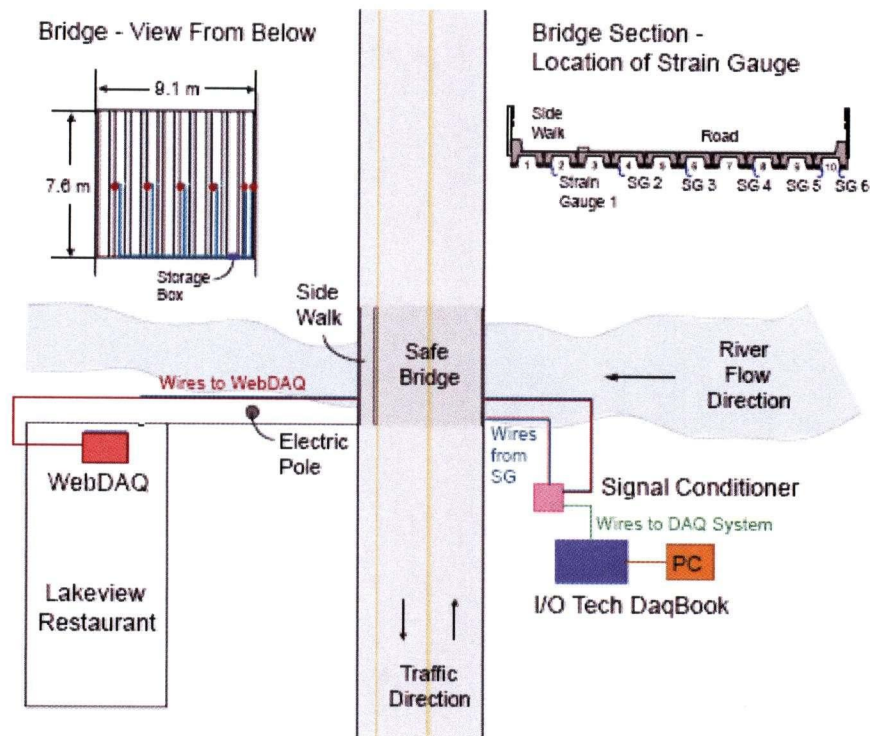 Bridge - View From Below
9.1 m
7.6 m
Storage
Box
Bridge Section -
Location of Strain Gauge
Side
Walk
Road
1 2 3 4 5 6 7 8 9 10
Strain
Gauge 1
SG 2
SG 3
SG 4
SG 5
SG 6
Side
Walk
Safe
Bridge
River
Flow
Direction
Wires to WebDAQ
Electric
Pole
WebDAQ
Lakeview
Restaurant
Wires
from
SG
Signal Conditioner
Wires to DAQ System
PC
I/O Tech DaqBook
Traffic
Direction